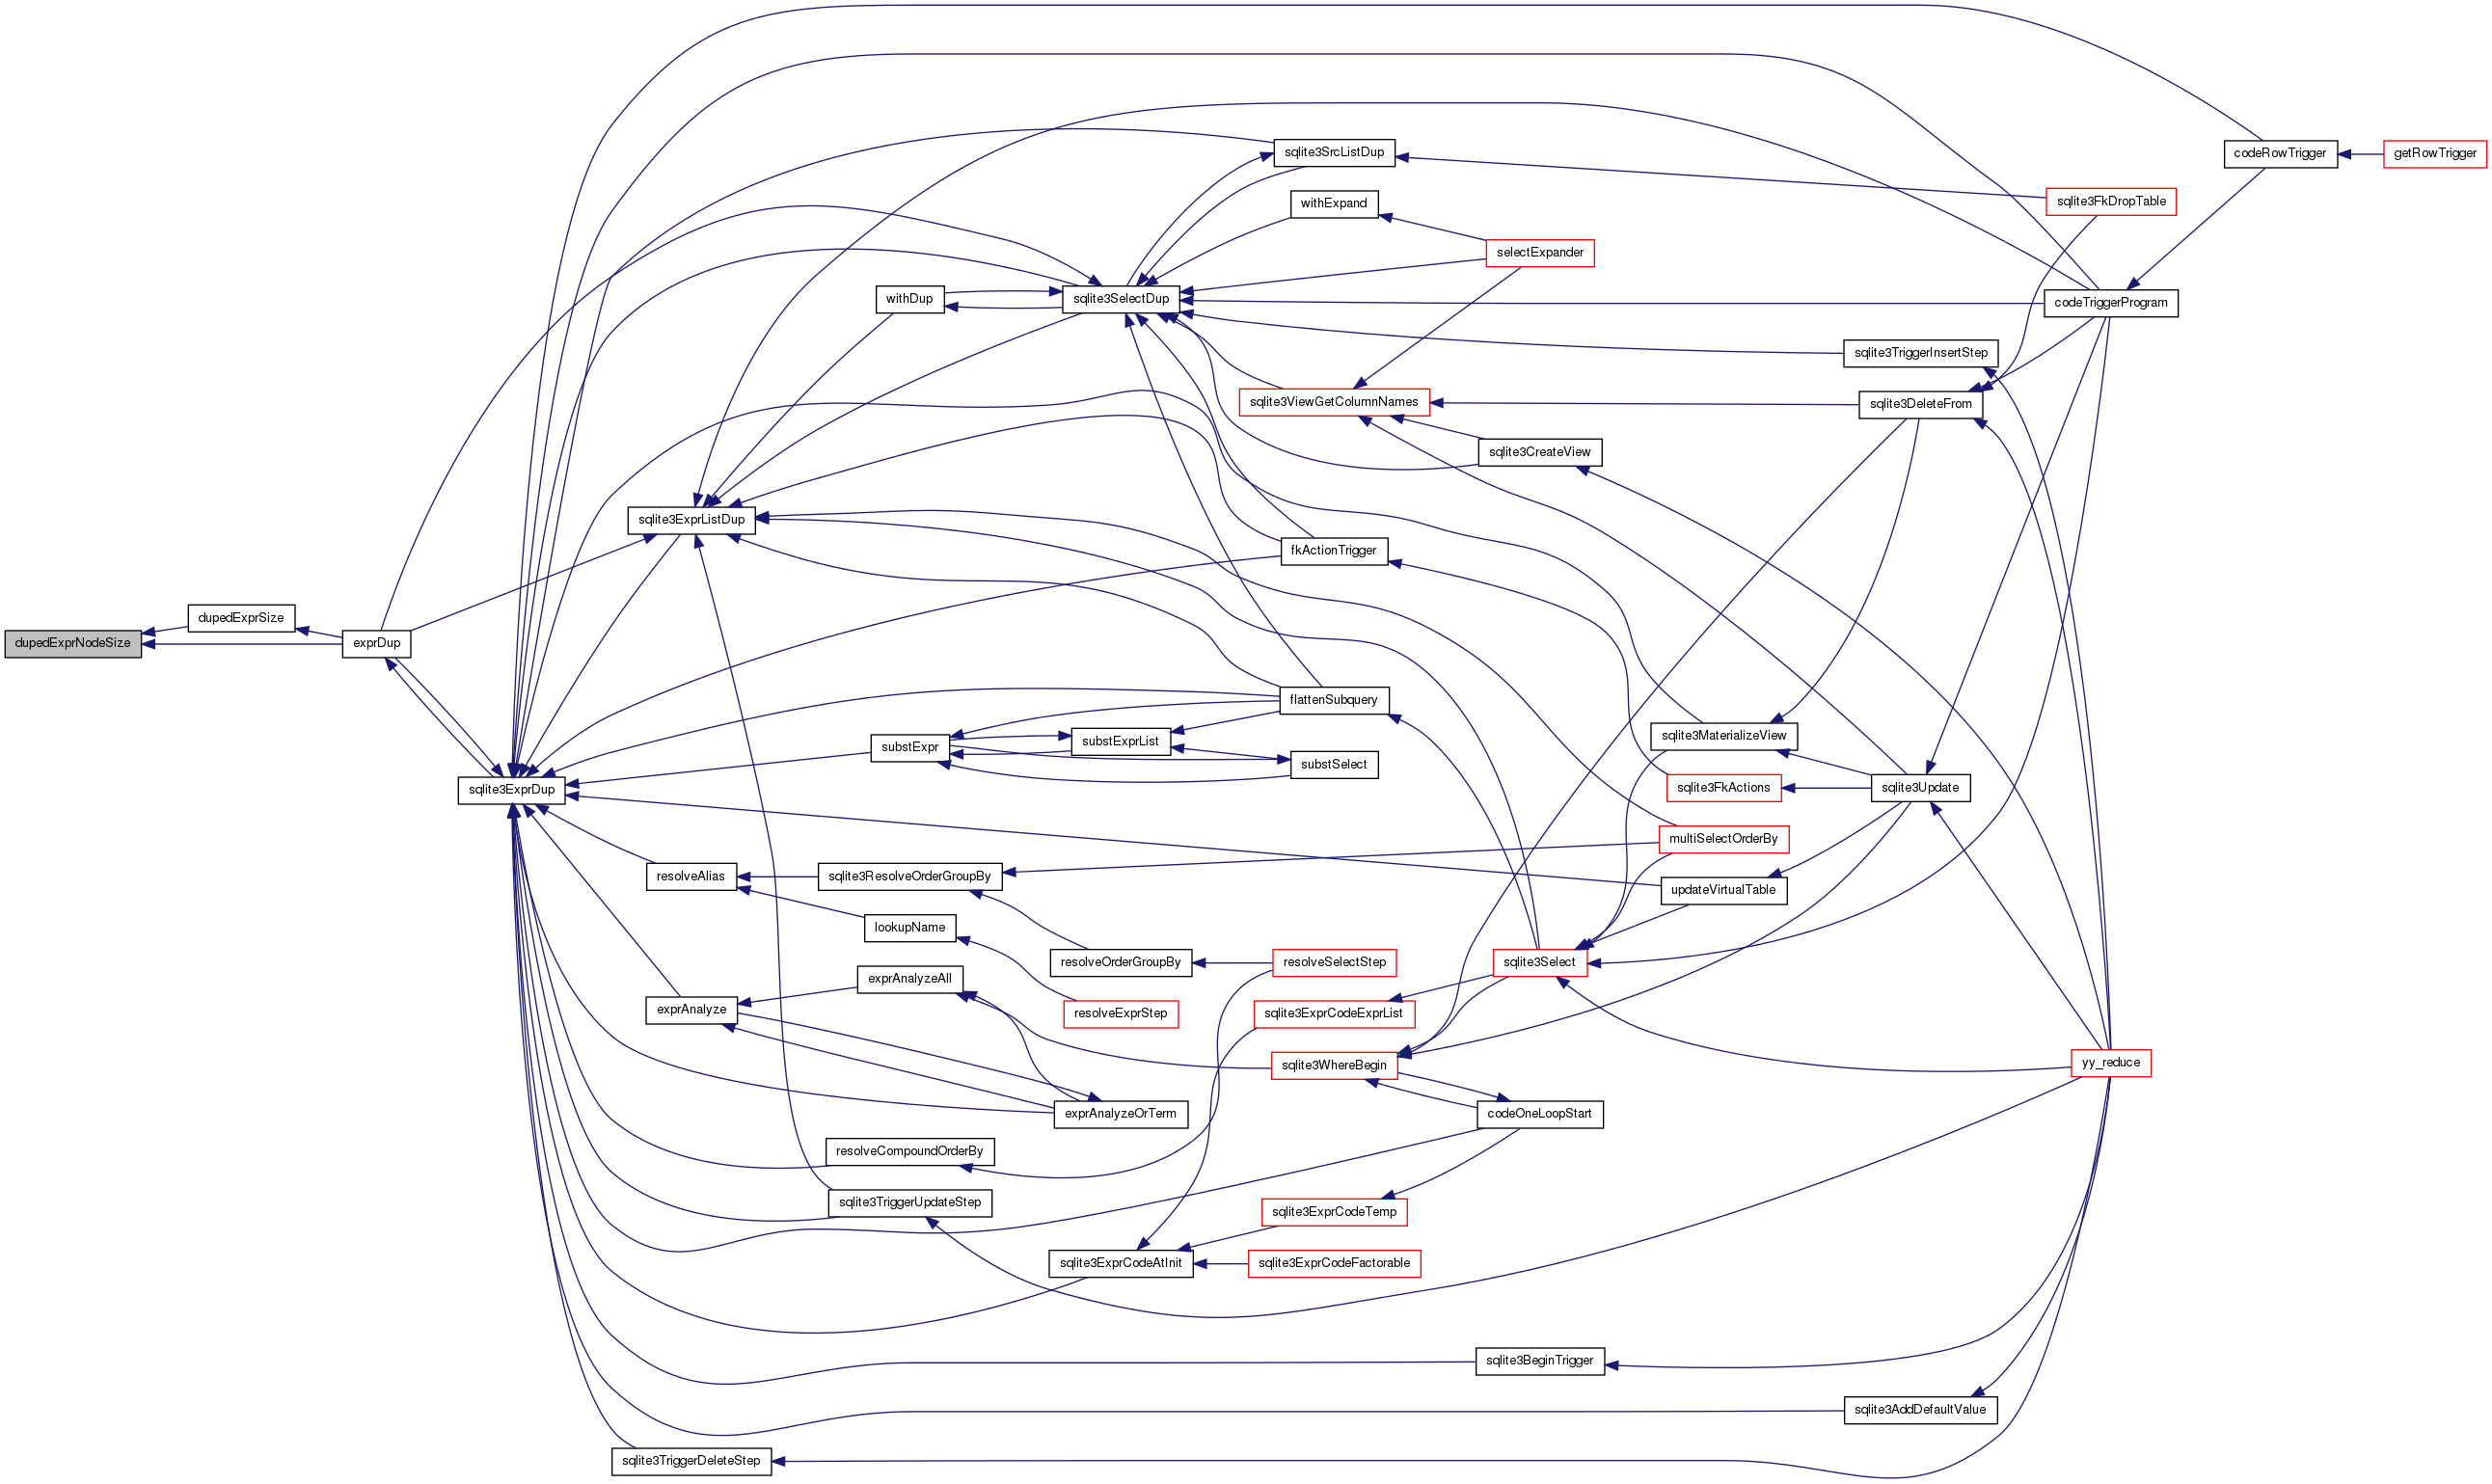 dupedExprNodeSize
dupedExprSize
exprDup
sqlite3ExprDup
sqlite3ExprListDup
resolveAlias
exprAnalyze
sqlite3TriggerDeleteStep
withDup
substExpr
sqlite3ResolveOrderGroupBy
lookupName
exprAnalyzeAll
resolveCompoundOrderBy
sqlite3TriggerUpdateStep
sqlite3SelectDup
substExprList
resolveOrderGroupBy
resolveExprStep
exprAnalyzeOrTerm
sqlite3ExprCodeAtInit
sqlite3SrcListDup
withExpand
sqlite3ViewGetColumnNames
fkActionTrigger
flattenSubquery
substSelect
resolveSelectStep
sqlite3ExprCodeExprList
sqlite3WhereBegin
sqlite3ExprCodeTemp
sqlite3ExprCodeFactorable
selectExpander
sqlite3CreateView
sqlite3Select
codeOneLoopStart
sqlite3BeginTrigger
sqlite3MaterializeView
sqlite3FkActions
multiSelectOrderBy
updateVirtualTable
sqlite3TriggerInsertStep
sqlite3DeleteFrom
sqlite3Update
sqlite3AddDefaultValue
sqlite3FkDropTable
codeTriggerProgram
yy_reduce
codeRowTrigger
getRowTrigger